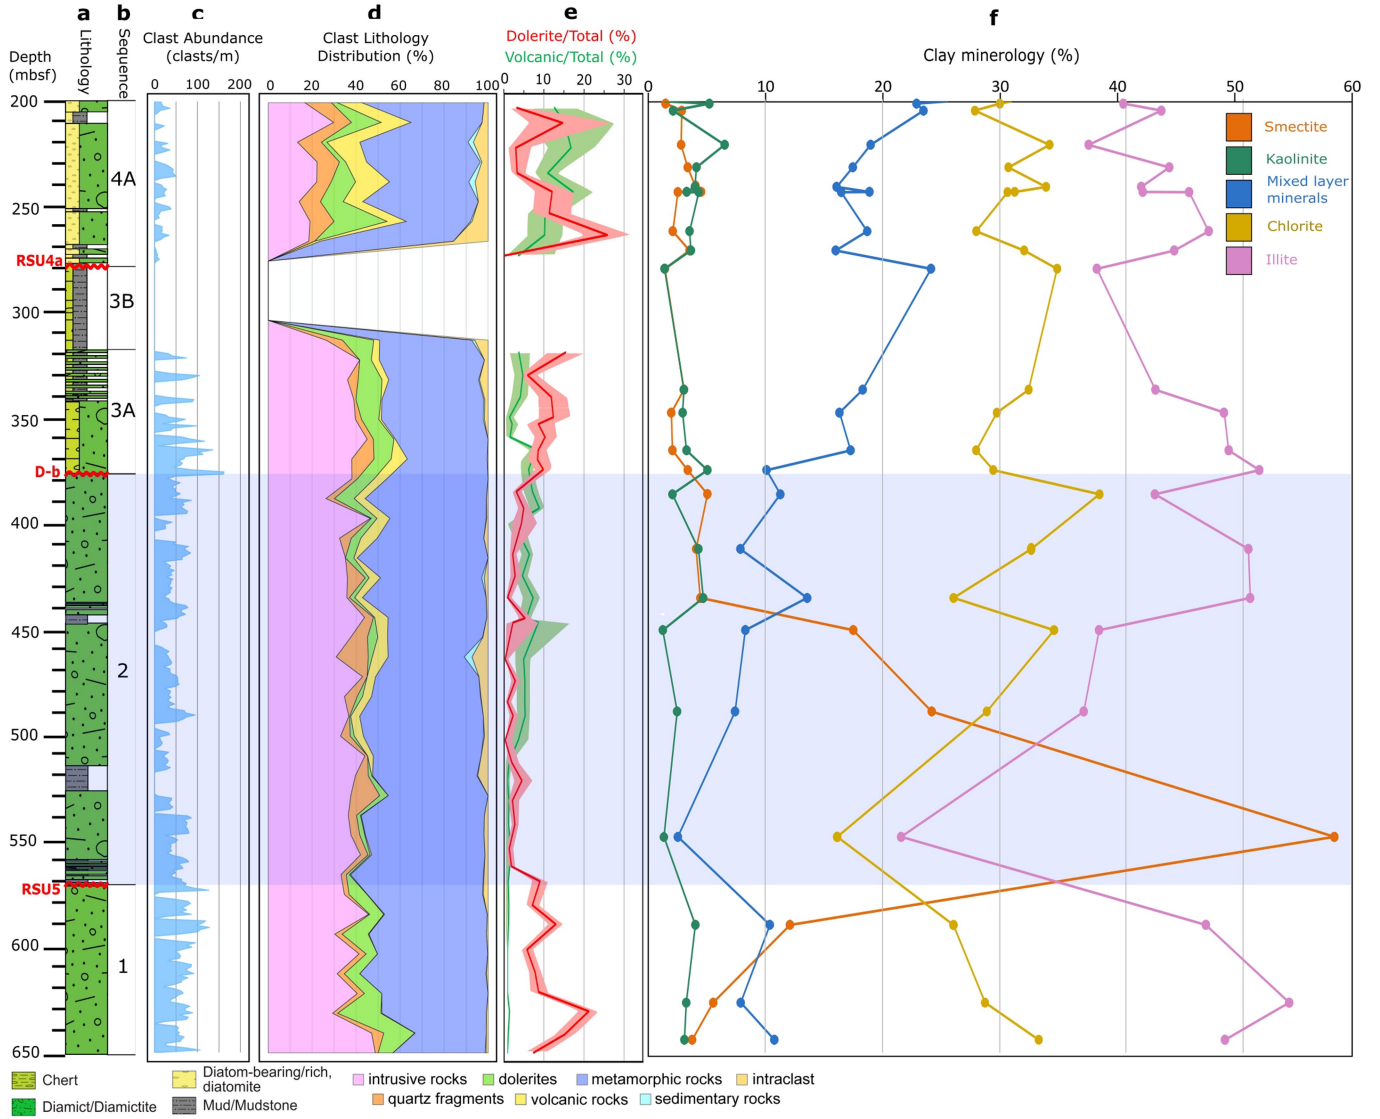 a b c d e f
Depth
(mbsf)
Lithology
Sequence
Clast Abundance
(clasts/m)
Clast Lithology
Distribution (%)
Dolerite/Total (%)
Volcanic/Total (%)
Clay minerology (%)
0 100 200
0 20 40 60 80 100
0 10 20 30
0 10 20 30 40 50 60
200
250
RSU4a
300
350
D-b
400
450
500
550
RSU5
600
650
4A
3B
3A
2
1
Smectite
Kaolinite
Mixed layer
minerals
Chlorite
Illite
Chert
Diamict/Diamictite
Diatom-bearing/rich,
diatomite
Mud/Mudstone
intrusive rocks dolerites metamorphic rocks intraclast
quartz fragments volcanic rocks sedimentary rocks